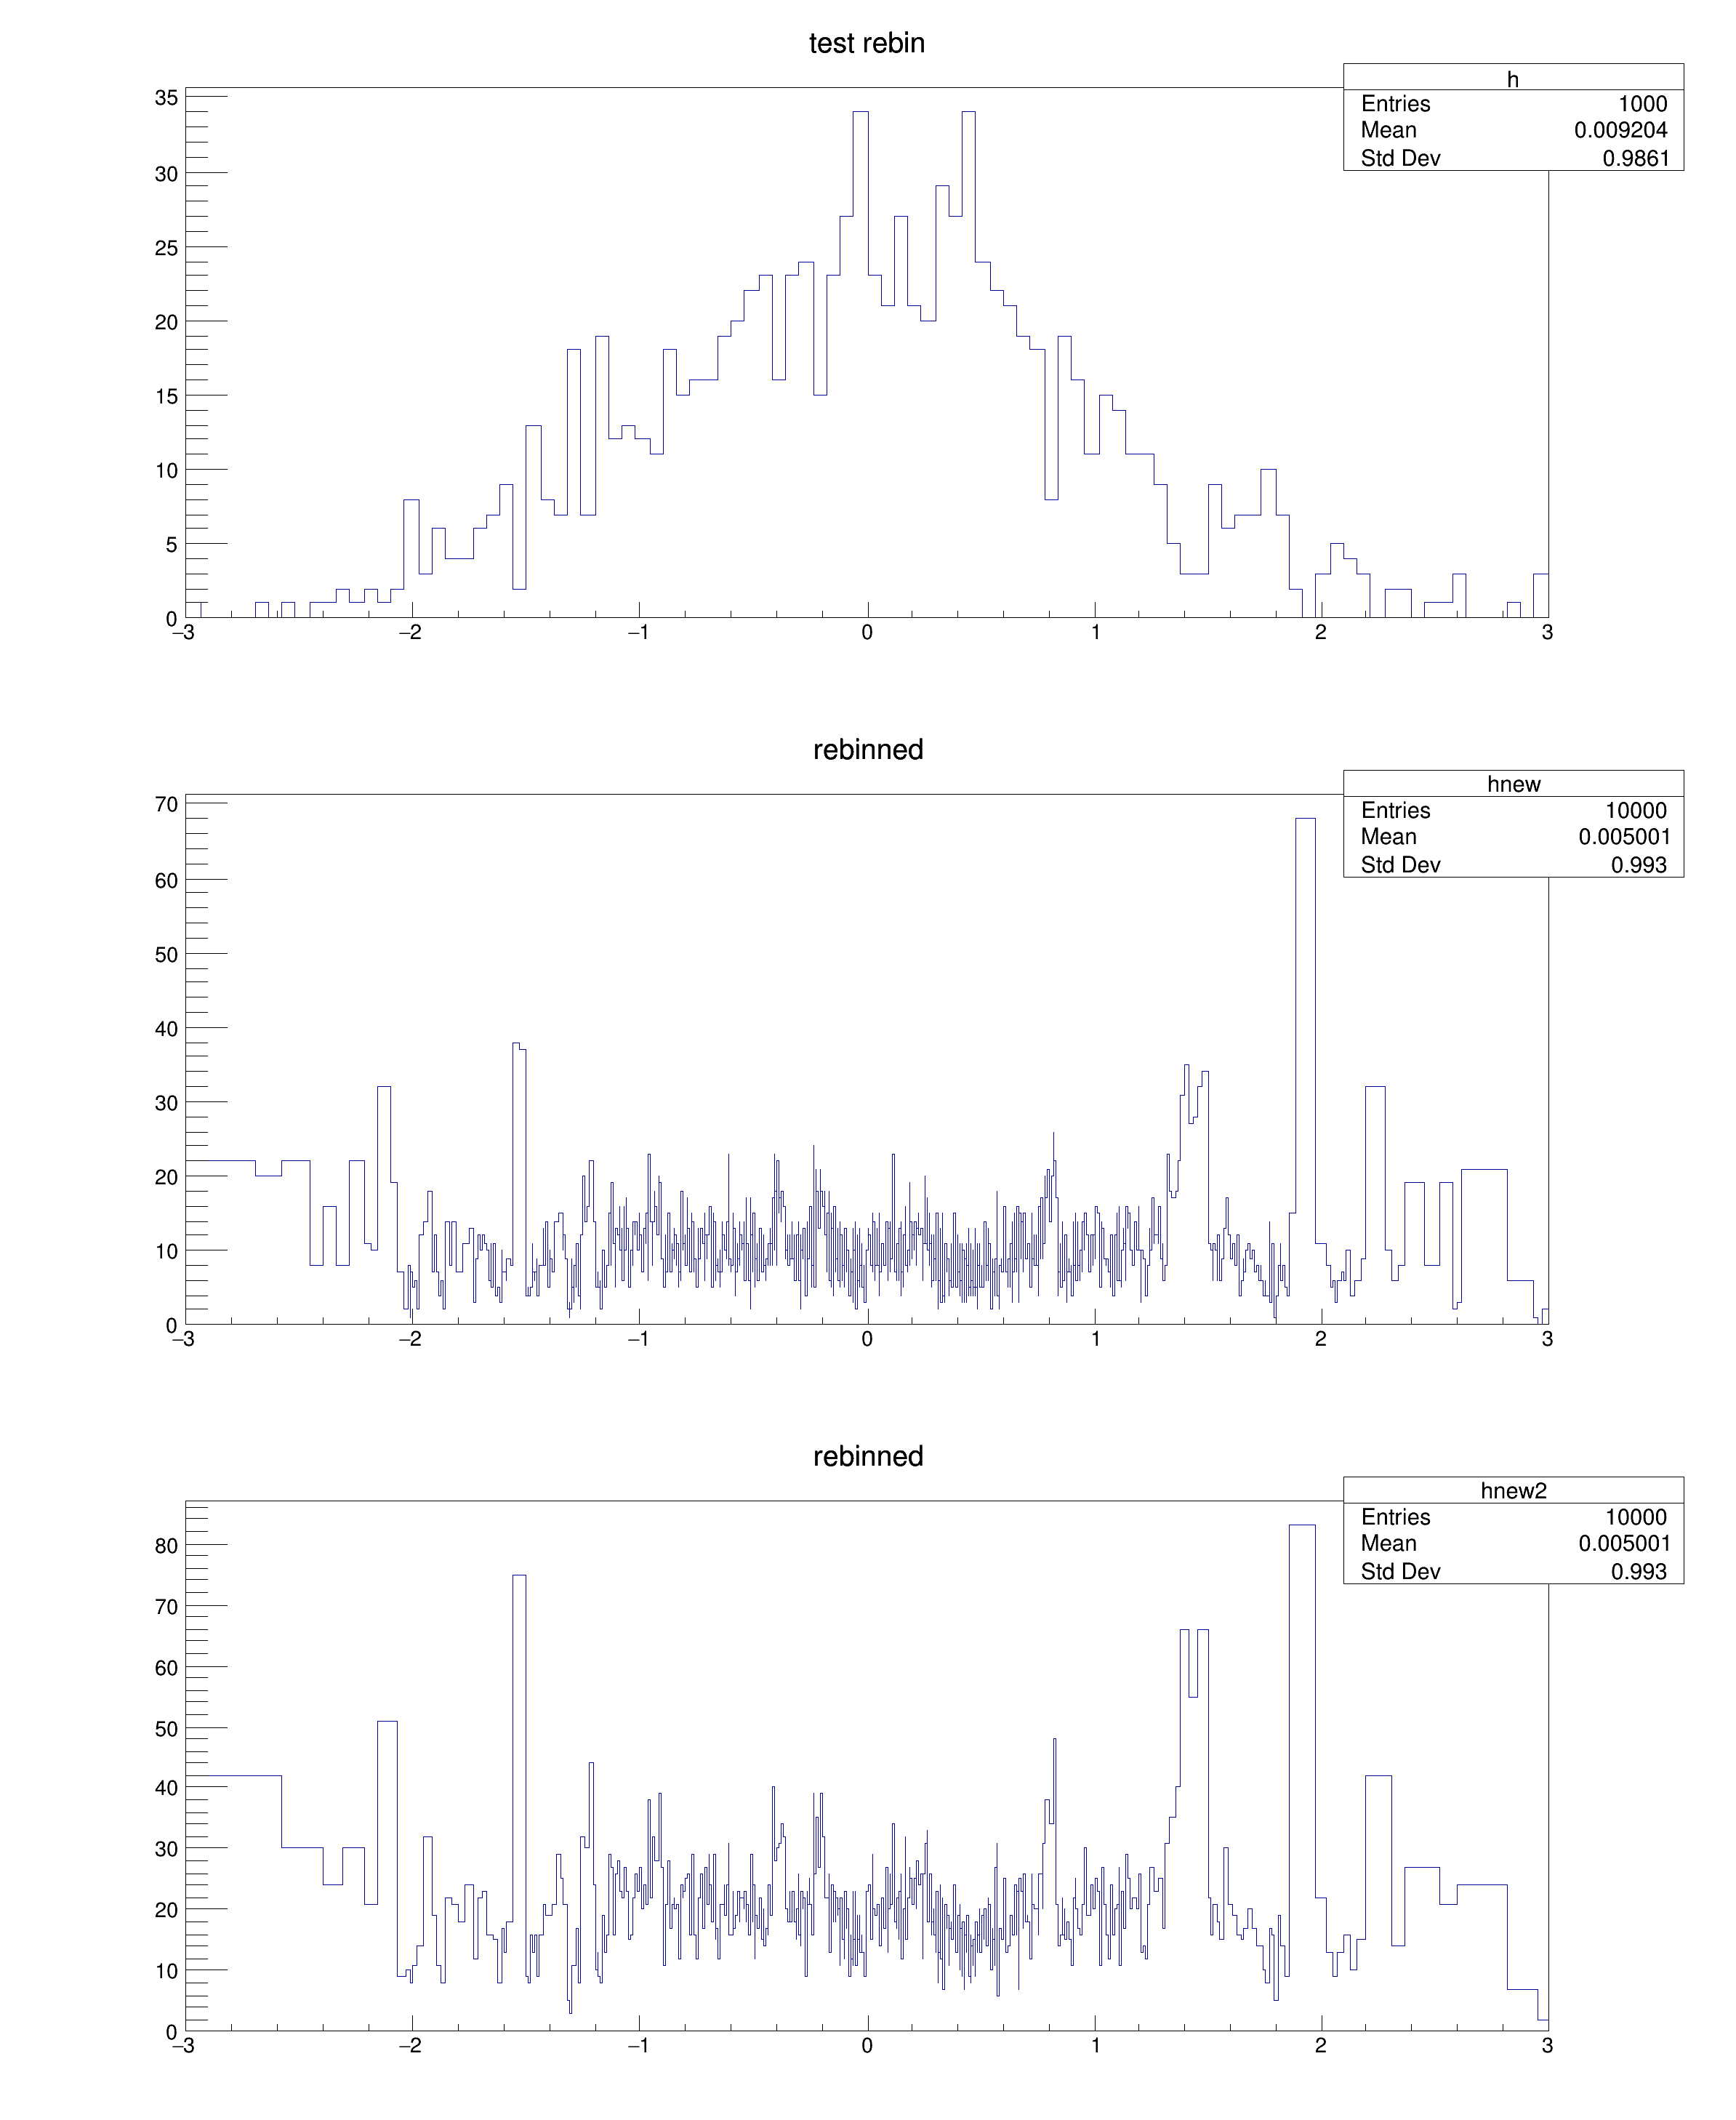 test rebin
h
Entries 1000
Mean 0.009204
Std Dev 0.9861
35
30
25
20
15
10
5
0
−3 −2 −1 0 1 2 3
rebinned
hnew
Entries 10000
Mean 0.005001
Std Dev 0.993
70
60
50
40
30
20
10
0
−3 −2 −1 0 1 2 3
rebinned
hnew2
Entries 10000
Mean 0.005001
Std Dev 0.993
80
70
60
50
40
30
20
10
0
−3 −2 −1 0 1 2 3